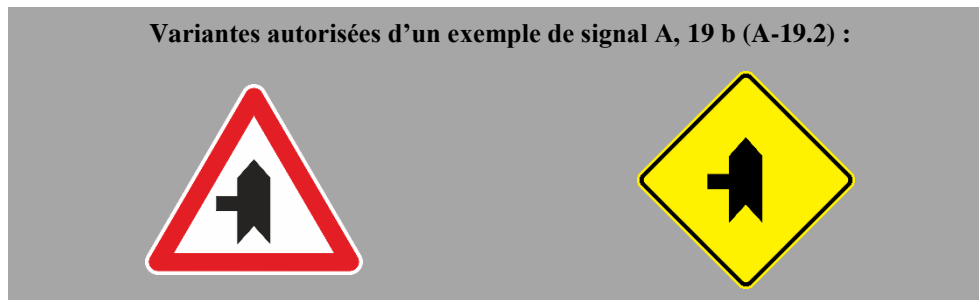 Variantes autorisées d’un exemple de signal A, 19 b (A-19.2) :